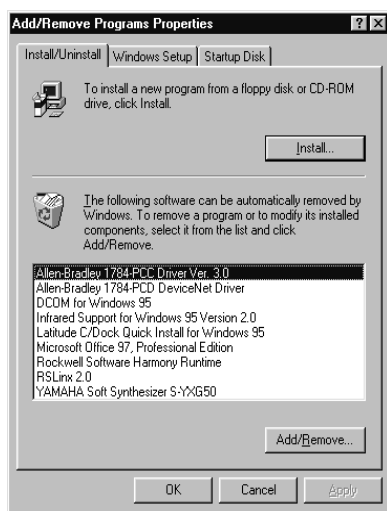 Add/Remove Programs Properties
Install/Uninstall
Windows Setup
Startup Disk
To install a new program from a floppy disk or CD-ROM
drive, click Install.
Install...
The following software can be automatically removed by
Windows. To remove a program or to modify its installed
components, select it from the list and click
Add/Remove.
Allen-Bradley 1784-PCC Driver Ver. 3.0
Allen-Bradley 1784-PCD DeviceNet Driver
DCOM for Windows 95
Infrared Support for Windows 95 Version 2.0
Latitude C/Dock Quick Install for Windows 95
Microsoft Office 97, Professional Edition
Rockwell Software Harmony Runtime
RSLinx 2.0
YAMAHA Soft Synthesizer S-YXG50
Add/Remove...
OK
Cancel
Apply